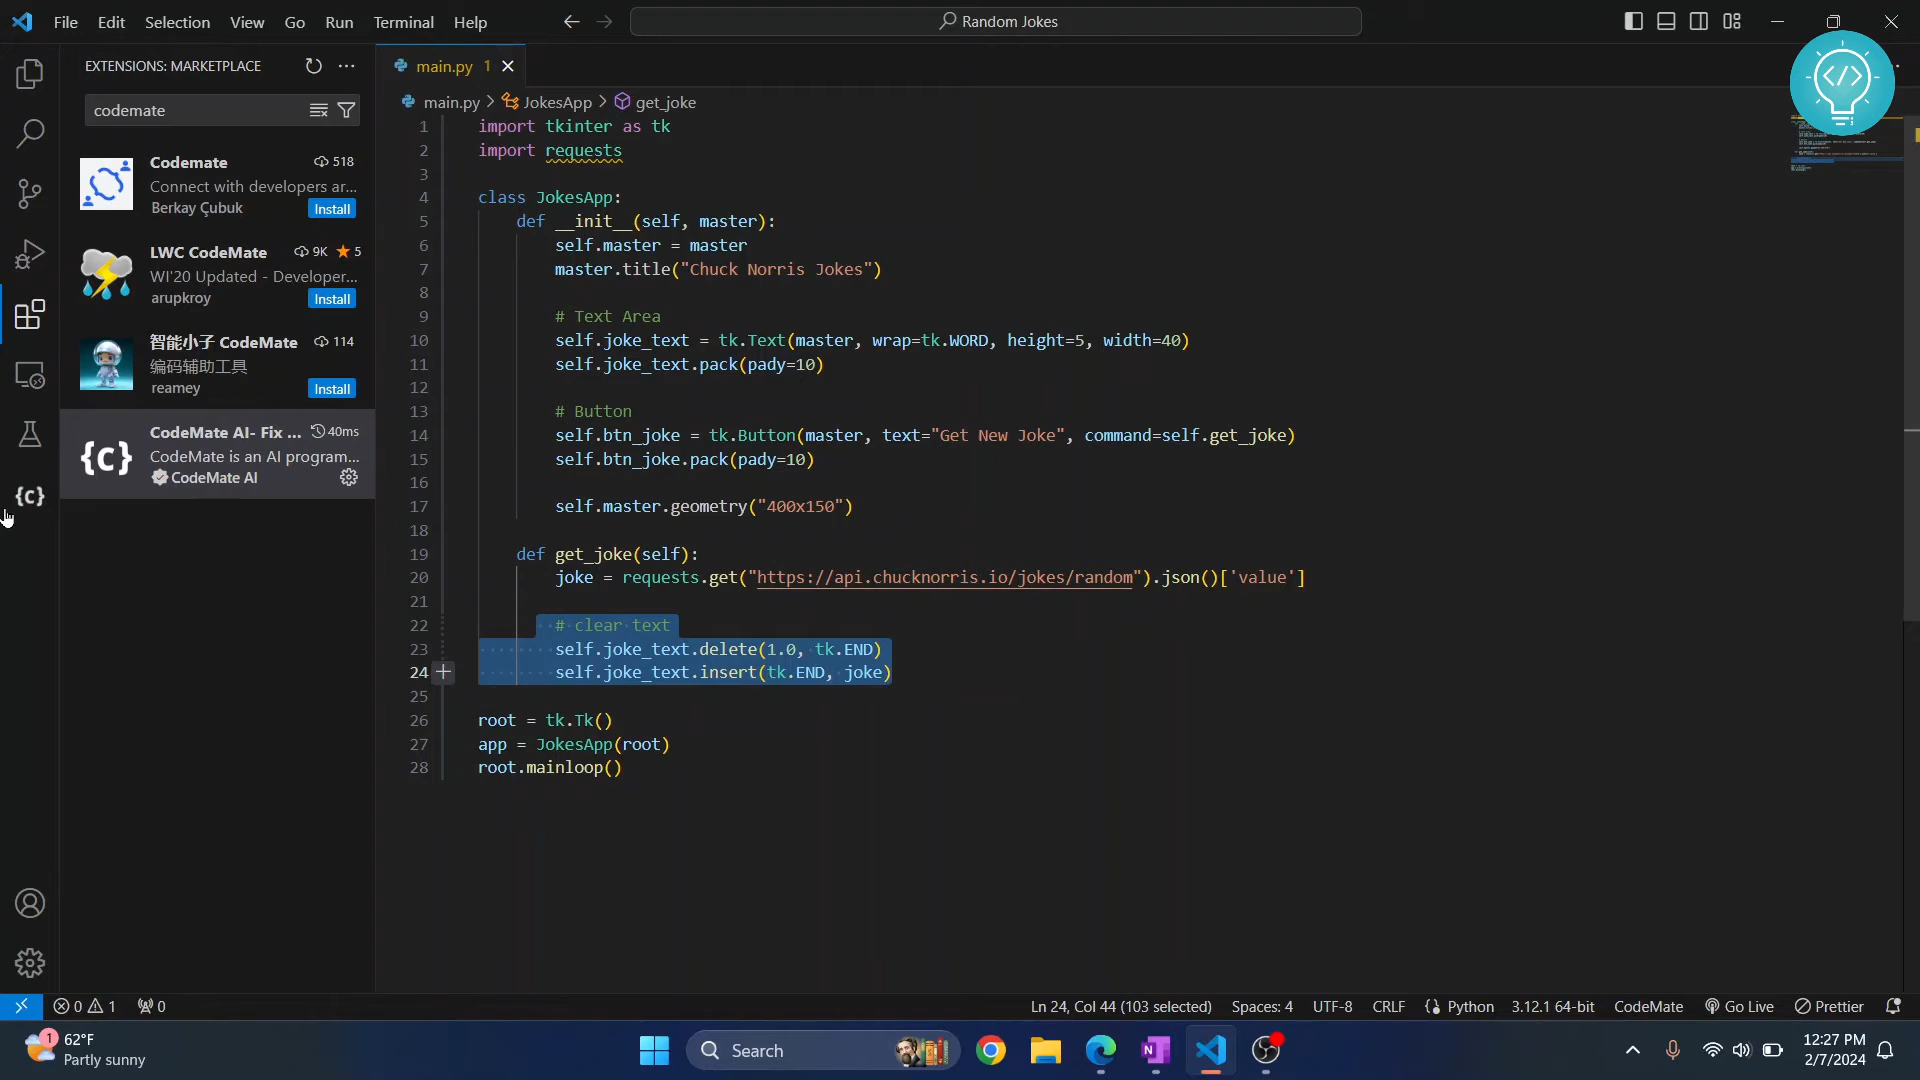 File Edit Selection View Go Run Terminal Help
Random Jokes
EXTENSIONS: MARKETPLACE
codemate
Codemate 518
Connect with developers ar...
Berkay Çubuk Install
LWC CodeMate 9K 5
WI'20 Updated - Developer...
arupkroy Install
智能小子 CodeMate 114
编码辅助工具
reamey Install
CodeMate AI- Fix ... 40ms
CodeMate is an AI program...
CodeMate AI
{c}
{c}
main.py 1
main.py > JokesApp > get_joke
1 import tkinter as tk
2 import requests
3
4 class JokesApp:
5 def __init__(self, master):
6 self.master = master
7 master.title("Chuck Norris Jokes")
8
9 # Text Area
10 self.joke_text = tk.Text(master, wrap=tk.WORD, height=5, width=40)
11 self.joke_text.pack(pady=10)
12
13 # Button
14 self.btn_joke = tk.Button(master, text="Get New Joke", command=self.get_joke)
15 self.btn_joke.pack(pady=10)
16
17 self.master.geometry("400x150")
18
19 def get_joke(self):
20 joke = requests.get("https://api.chucknorris.io/jokes/random").json()['value']
21
22 # clear text
23 self.joke_text.delete(1.0, tk.END)
24 self.joke_text.insert(tk.END, joke)
25
26 root = tk.Tk()
27 app = JokesApp(root)
28 root.mainloop()
</>
0 1 0
Ln 24, Col 44 (103 selected) Spaces: 4 UTF-8 CRLF Python 3.12.1 64-bit CodeMate Go Live Prettier
1
62°F
Partly sunny
Search
N
12:27 PM
2/7/2024